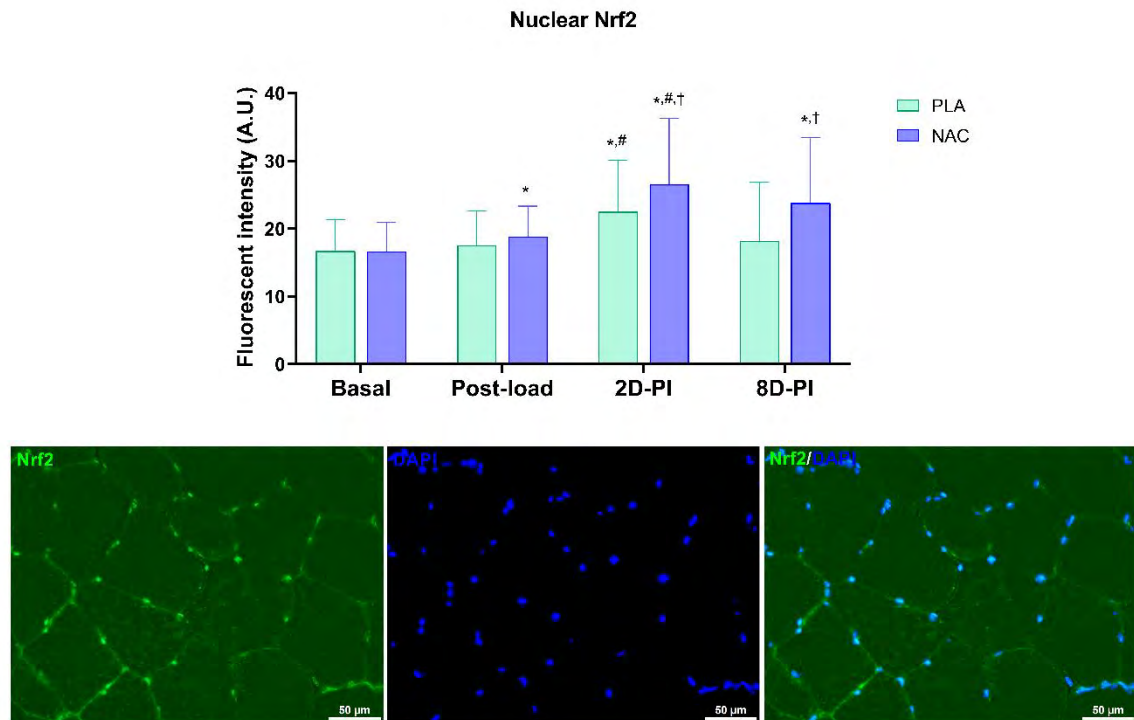 Nuclear Nrf2
Fluorescent intensity (A.U.)
40
30
20
10
0
*
*,#
*,#,†
*,†
PLA
NAC
Basal
Post-load
2D-PI
8D-PI
Nrf2
DAPI
Nrf2/DAPI
50 µm
50 µm
50 µm